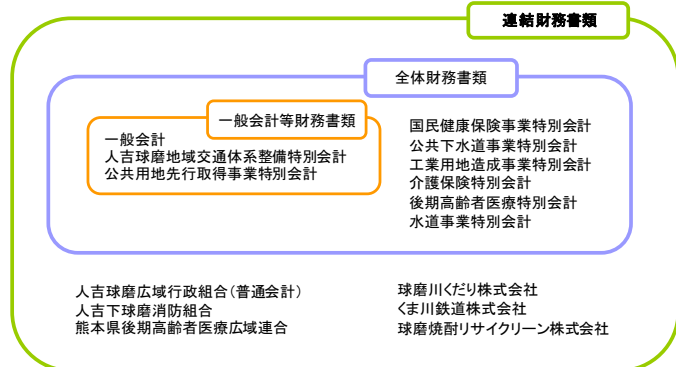 連結財務書類
全体財務書類
一般会計等財務書類
一般会計
人吉球磨地域交通体系整備特別会計
公共用地先行取得事業特別会計
国民健康保険事業特別会計
公共下水道事業特別会計
工業用地造成事業特別会計
介護保険特別会計
後期高齢者医療特別会計
水道事業特別会計
人吉球磨広域行政組合（普通会計）
人吉下球磨消防組合
熊本県後期高齢者医療広域連合
球磨川くだり株式会社
くま川鉄道株式会社
球磨焼酎リサイクリーン株式会社